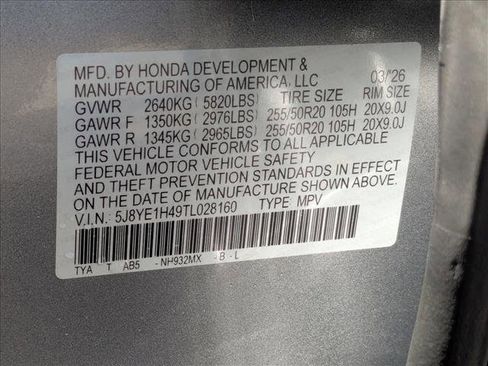 MFD. BY HONDA DEVELOPMENT &
MANUFACTURING OF AMERICA, LLC 03/'26
GVWR 2640KG ( 5820LBS) TIRE SIZE RIM SIZE
GAWR F 1350KG ( 2976LBS) 255/50R20 105H 20X9.0J
GAWR R 1345KG ( 2965LBS) 255/50R20 105H 20X9.0J
THIS VEHICLE CONFORMS TO ALL APPLICABLE
FEDERAL MOTOR VEHICLE SAFETY
AND THEFT PREVENTION STANDARDS IN EFFECT
ON THE DATE OF MANUFACTURE SHOWN ABOVE.
V.I.N.: 5J8YE1H49TL028160 TYPE: MPV
TYA T AB5 - NH932MX - B - L